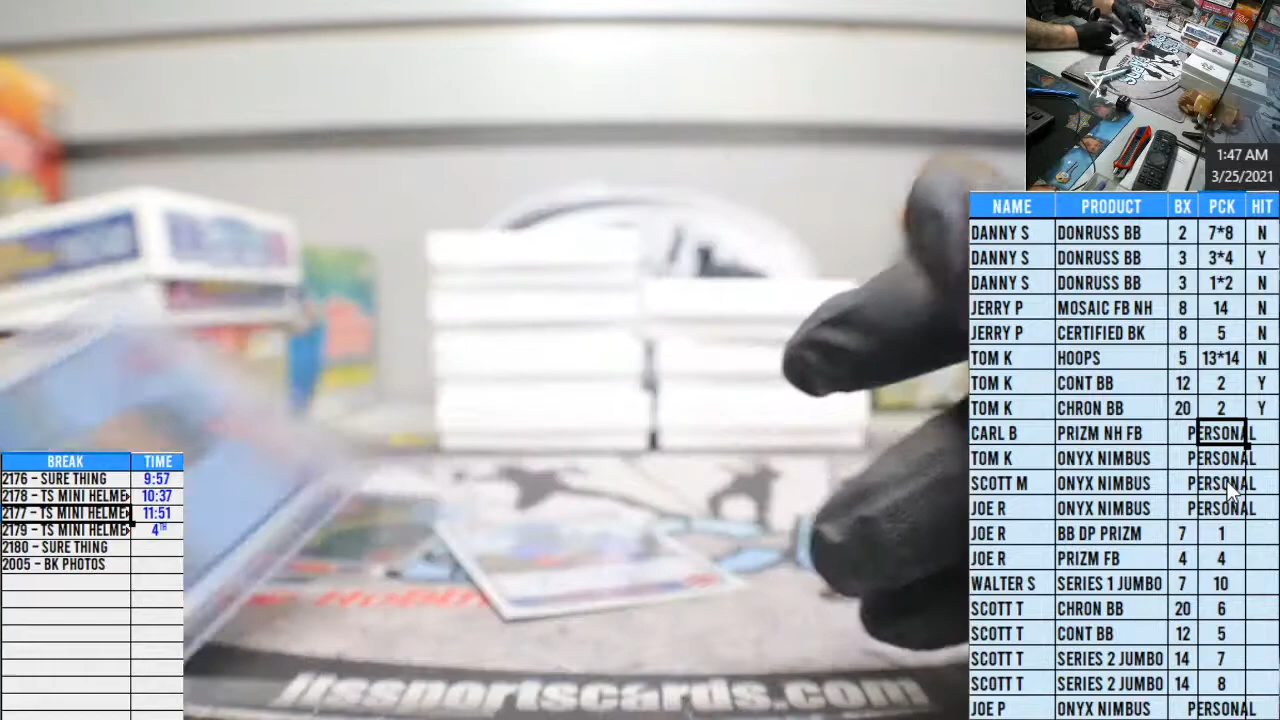 1:47 AM
3/25/2021
NAME PRODUCT BX PCK HIT
DANNY S DONRUSS BB 2 7*8 N
DANNY S DONRUSS BB 3 3*4 Y
DANNY S DONRUSS BB 3 1*2 N
JERRY P MOSAIC FB NH 8 14 N
JERRY P CERTIFIED BK 8 5 N
TOM K HOOPS 5 13*14 N
TOM K CONT BB 12 2 Y
TOM K CHRON BB 20 2 Y
CARL B PRIZM NH FB PERSONAL
TOM K ONYX NIMBUS PERSONAL
SCOTT M ONYX NIMBUS PERSONAL
JOE R ONYX NIMBUS PERSONAL
JOE R BB DP PRIZM 7 1
JOE R PRIZM FB 4 4
WALTER S SERIES 1 JUMBO 7 10
SCOTT T CHRON BB 20 6
SCOTT T CONT BB 12 5
SCOTT T SERIES 2 JUMBO 14 7
SCOTT T SERIES 2 JUMBO 14 8
JOE P ONYX NIMBUS PERSONAL
BREAK TIME
2176 - SURE THING 9:57
2178 - TS MINI HELME 10:37
2177 - TS MINI HELME 11:51
2179 - TS MINI HELME 4TH
2180 - SURE THING
2005 - BK PHOTOS
itssportscards.com